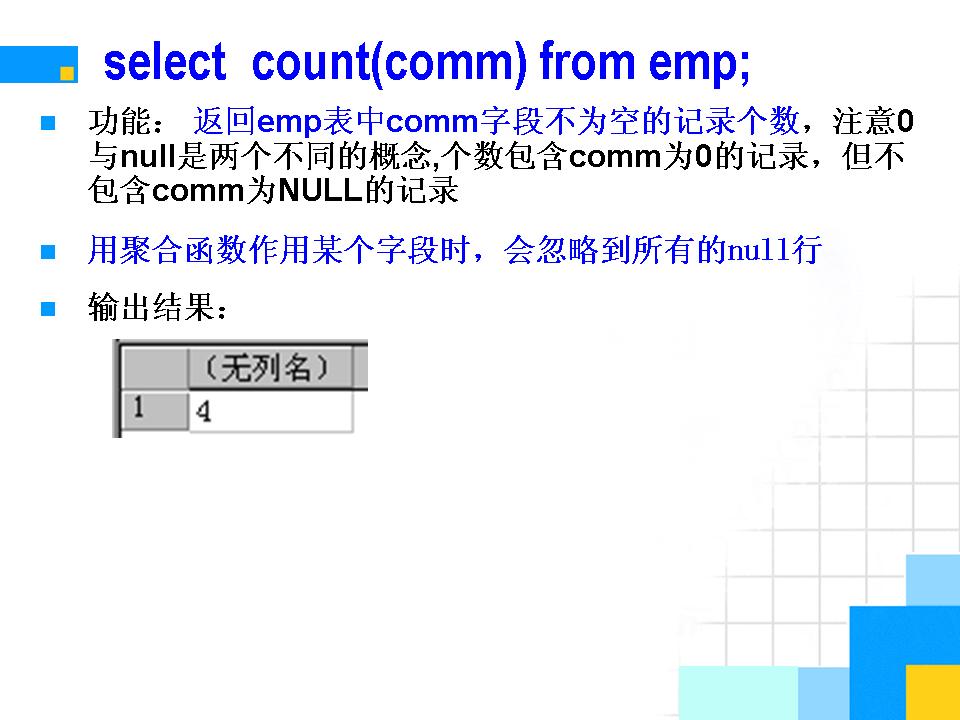 select  count(comm) from emp;
功能： 返回emp表中comm字段不为空的记录个数，注意0
与null是两个不同的概念,个数包含comm为0的记录，但不
包含comm为NULL的记录
用聚合函数作用某个字段时，会忽略到所有的null行
输出结果：
（无列名）
1 4